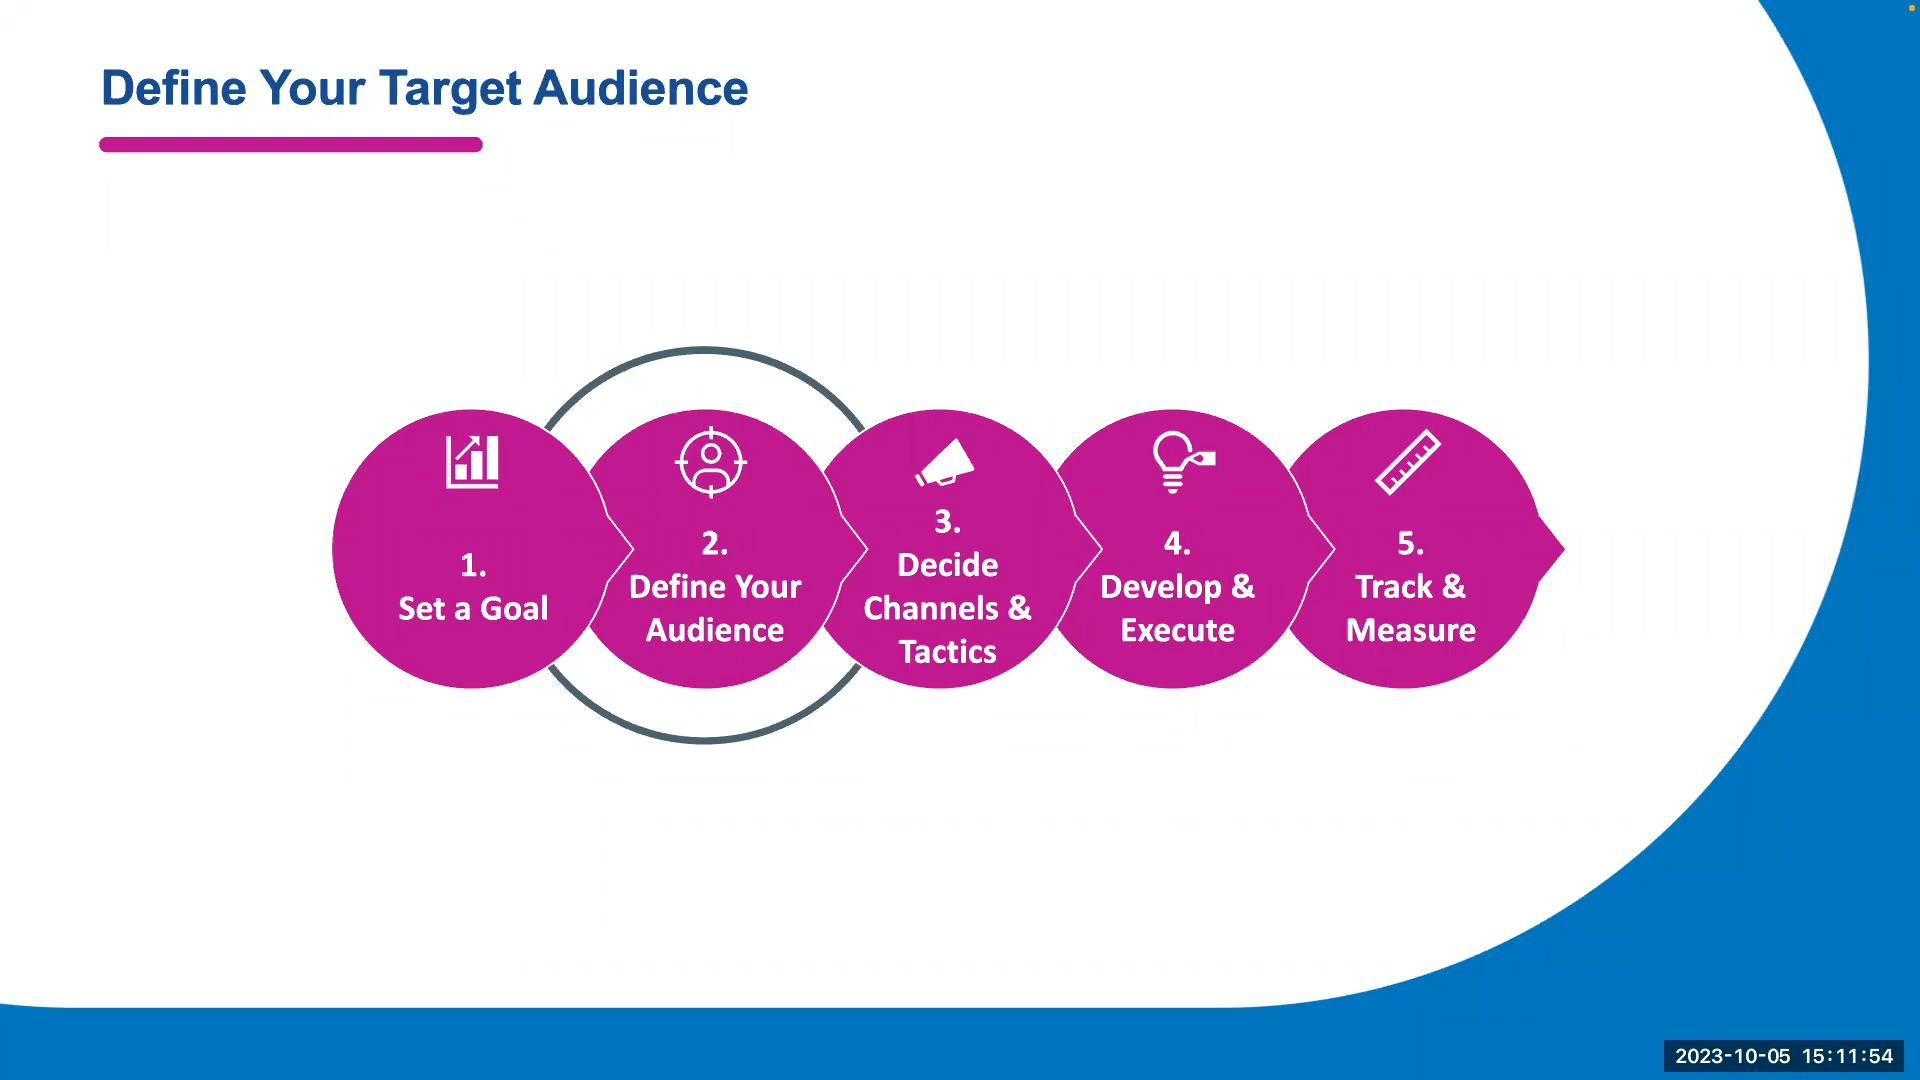 Define Your Target Audience
1.
Set a Goal
2.
Define Your
Audience
3.
Decide
Channels &
Tactics
4.
Develop &
Execute
5.
Track &
Measure
2023-10-05 15:11:54